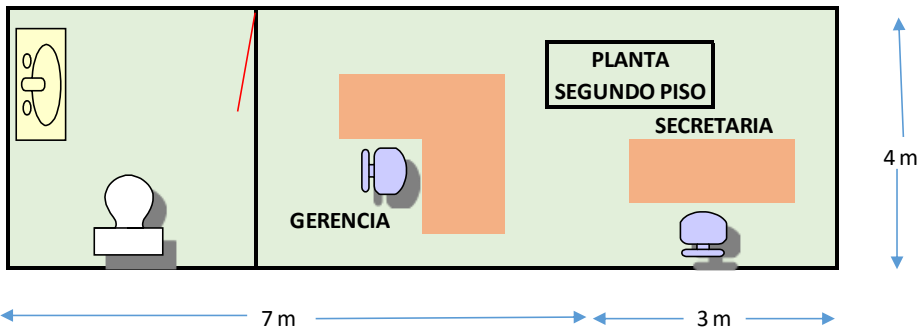 PLANTA
SEGUNDO PISO
SECRETARIA
4 m
GERENCIA
7 m
3 m